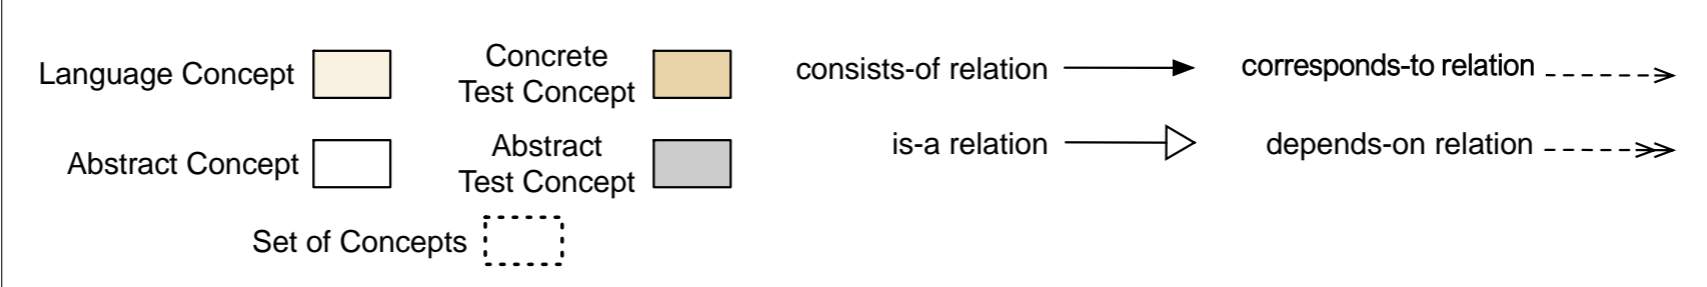 Language Concept
Concrete
Test Concept
consists-of relation
corresponds-to relation
Abstract Concept
Abstract
Test Concept
is-a relation
depends-on relation
Set of Concepts